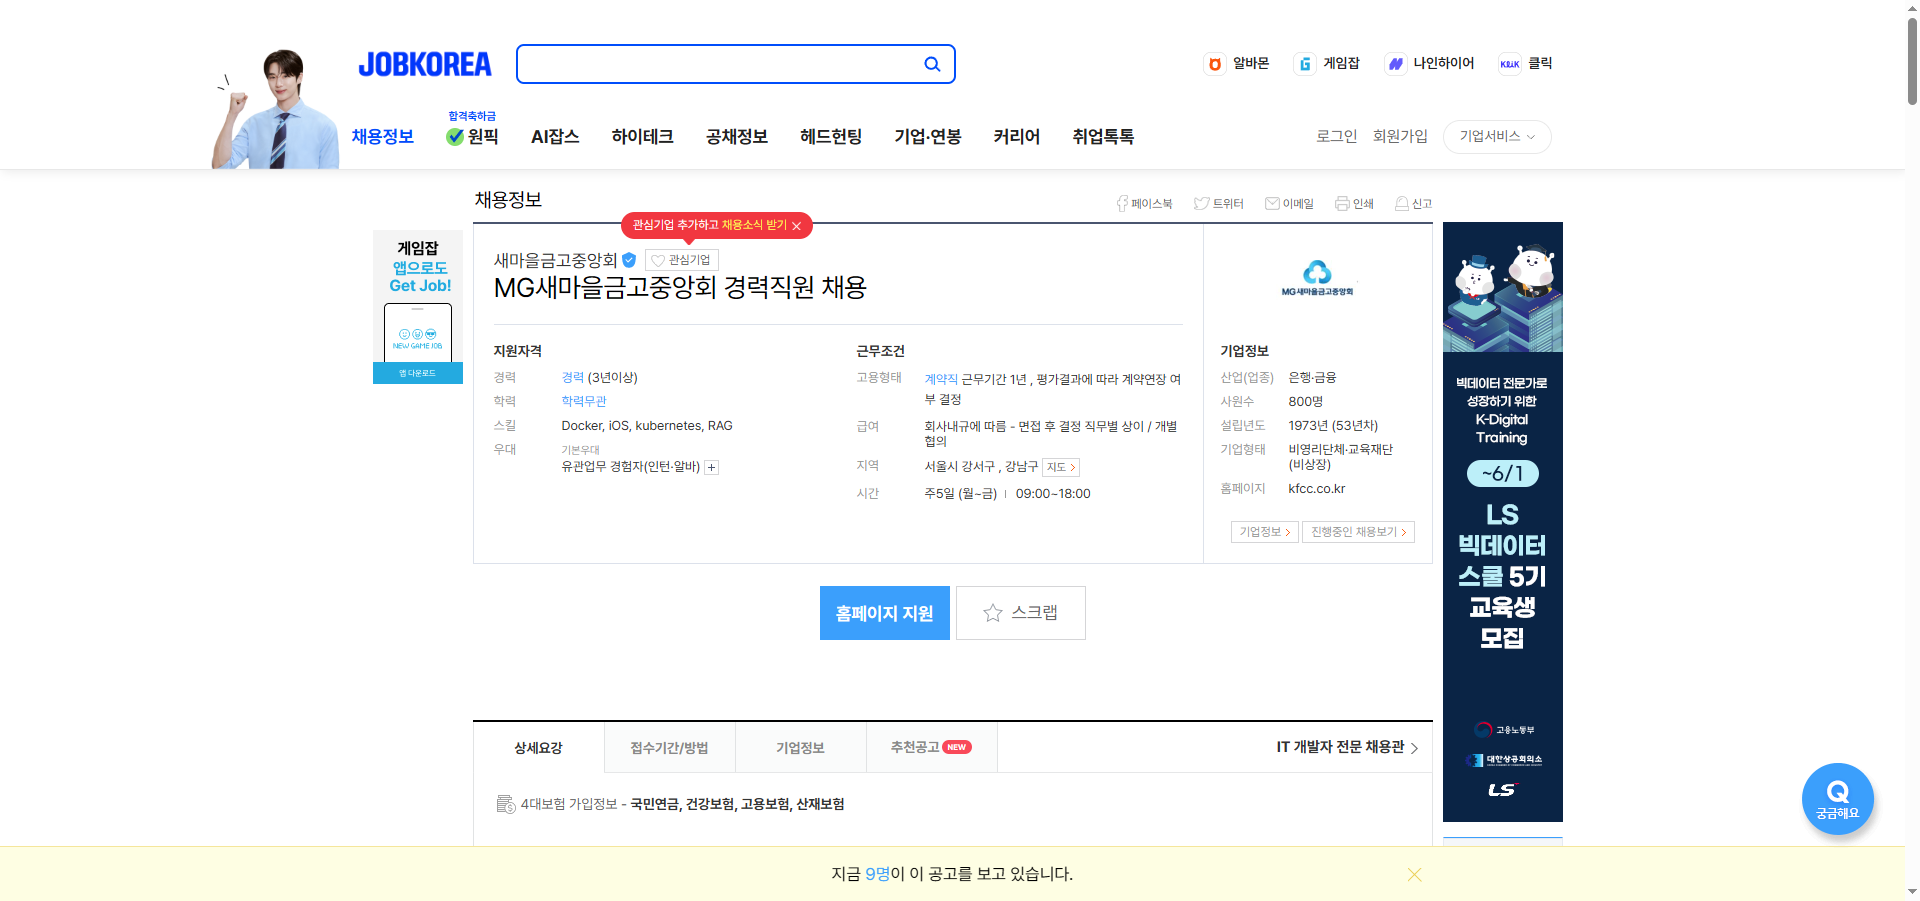 JOBKOREA
알바몬
게임잡
나인하이어
KLiK 클릭
채용정보
합격축하금
원픽
AI잡스
하이테크
공채정보
헤드헌팅
기업·연봉
커리어
취업톡톡
로그인
회원가입
기업서비스
채용정보
페이스북
트위터
이메일
인쇄
신고
관심기업 추가하고 채용소식 받기
새마을금고중앙회
관심기업
MG새마을금고중앙회 경력직원 채용
지원자격
경력 경력 (3년이상)
학력 학력무관
스킬 Docker, iOS, kubernetes, RAG
우대 기본우대
유관업무 경험자(인턴·알바)
근무조건
고용형태 계약직 근무기간 1년 , 평가결과에 따라 계약연장 여
부 결정
급여 회사내규에 따름 - 면접 후 결정 직무별 상이 / 개별
협의
지역 서울시 강서구 , 강남구 지도
시간 주5일 (월~금) 09:00~18:00
MG새마을금고중앙회
기업정보
산업(업종) 은행·금융
사원수 800명
설립년도 1973년 (53년차)
기업형태 비영리단체·교육재단
(비상장)
홈페이지 kfcc.co.kr
기업정보
진행중인 채용보기
홈페이지 지원
스크랩
상세요강
접수기간/방법
기업정보
추천공고 NEW
IT 개발자 전문 채용관
4대보험 가입정보 - 국민연금, 건강보험, 고용보험, 산재보험
게임잡
앱으로도
Get Job!
NEW GAME JOB
앱 다운로드
빅데이터 전문가로
성장하기 위한
K-Digital
Training
~6/1
LS
빅데이터
스쿨 5기
교육생
모집
고용노동부
대한상공회의소
LS
Q
궁금해요
지금 9명이 이 공고를 보고 있습니다.